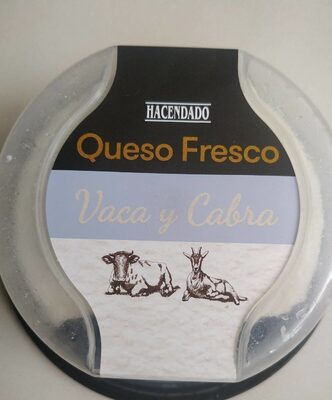 HACENDADO
Queso Fresco
Vaca y Cabra